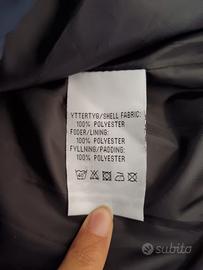 YTTERTYG/SHELL FABRIC:
100% POLYESTER
FODER/LINING:
100% POLYESTER
FYLLNING/PADDING:
100% POLYESTER
subito